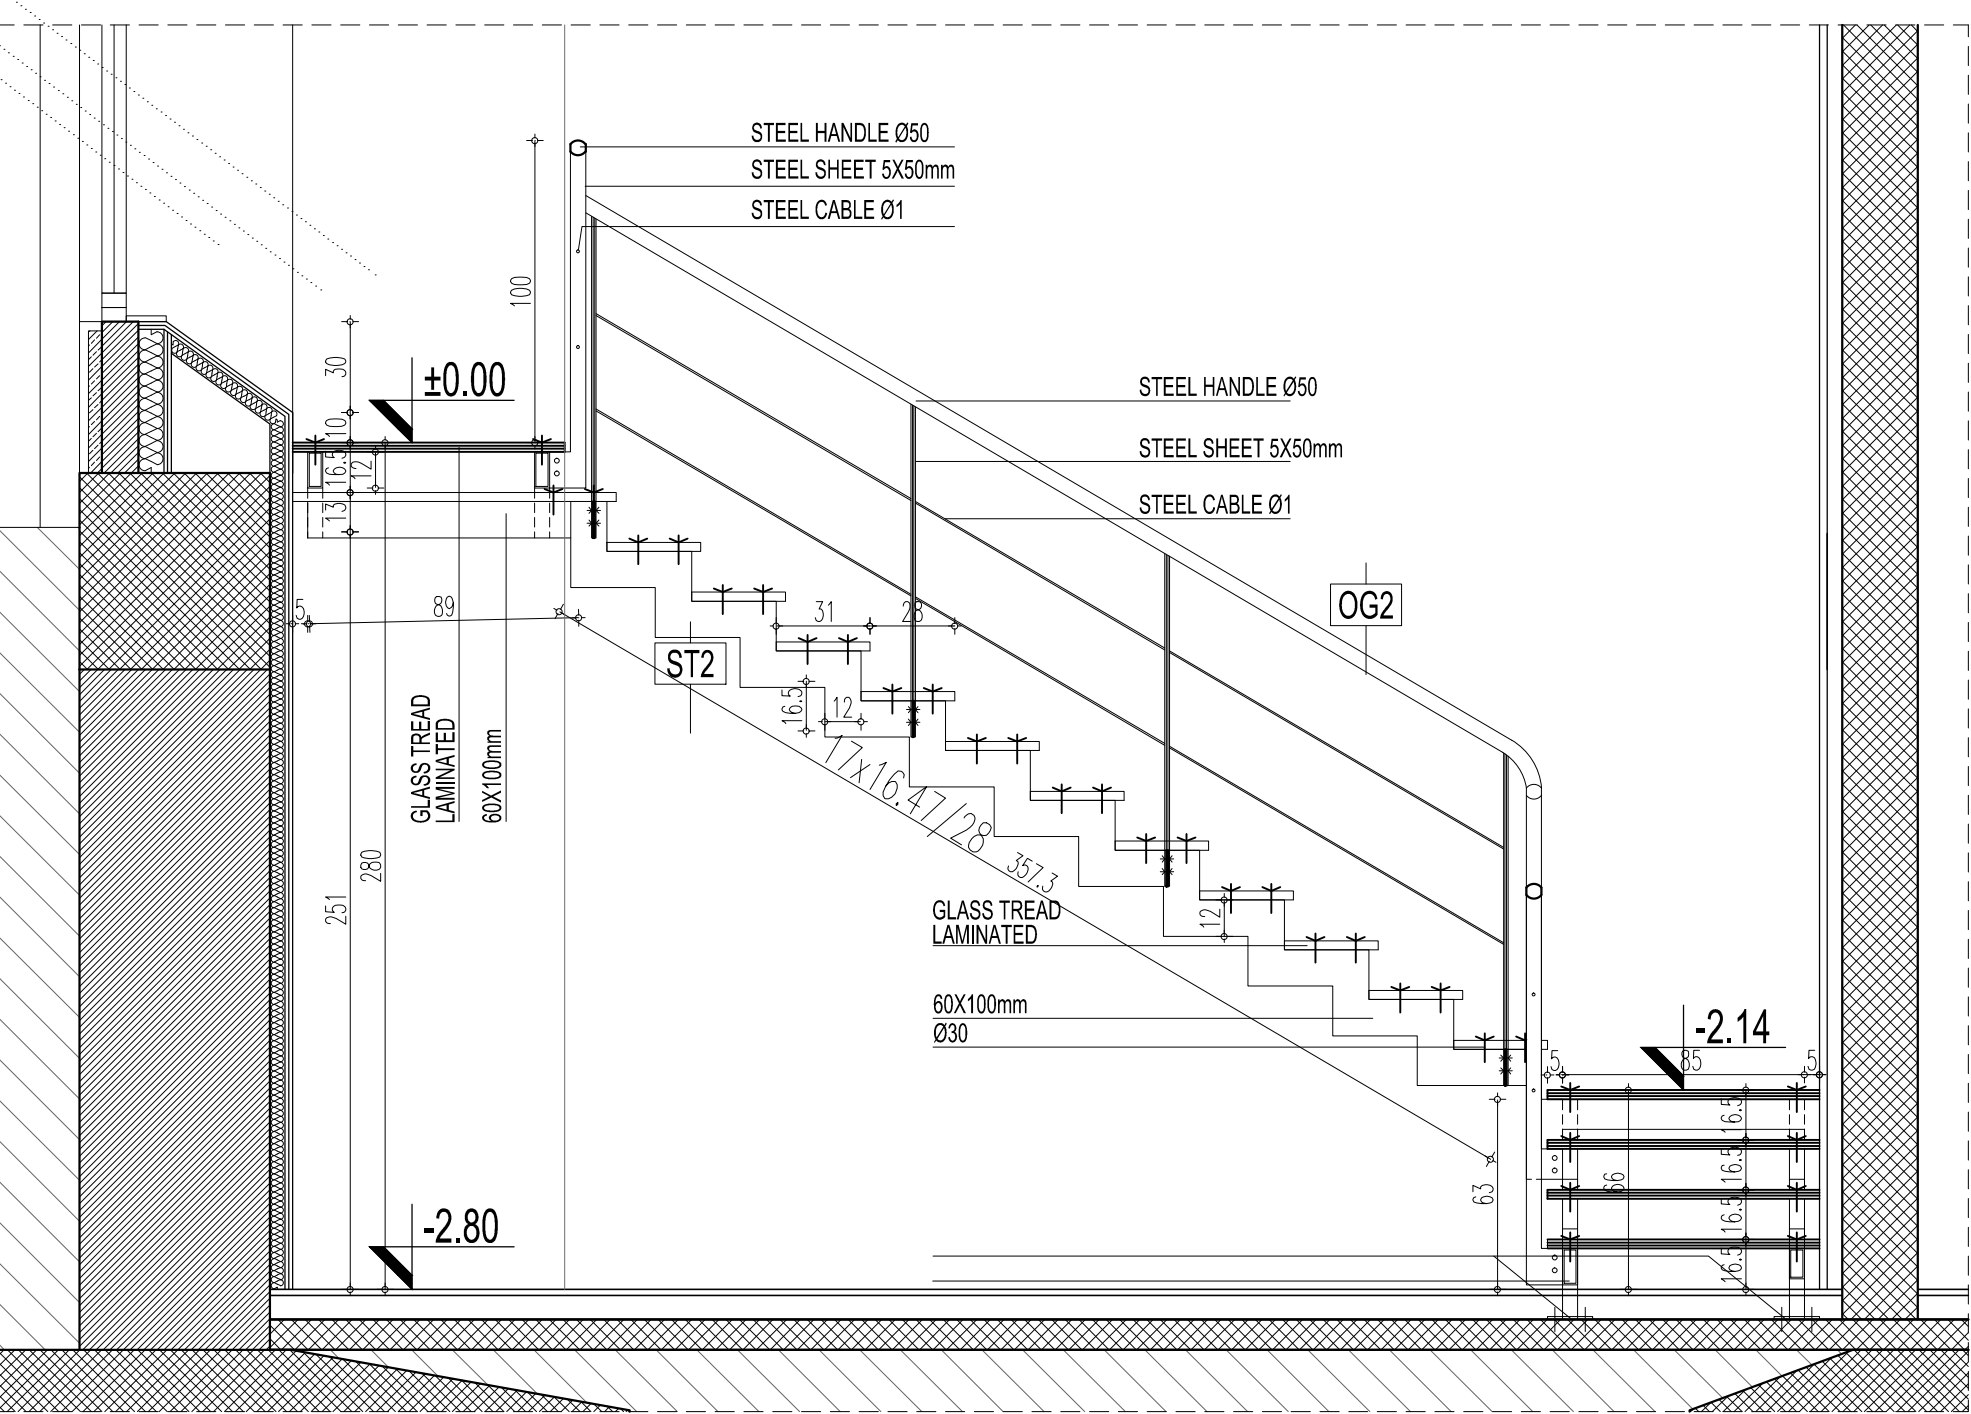 STEEL HANDLE Ø50
STEEL SHEET 5X50mm
STEEL CABLE Ø1
100
30
±0.00
10
16.5
12
13
STEEL HANDLE Ø50
STEEL SHEET 5X50mm
STEEL CABLE Ø1
OG2
5
89
31
28
ST2
16.5
12
17x16.47/28
357.3
GLASS TREAD
LAMINATED
60X100mm
280
251
12
GLASS TREAD
LAMINATED
60X100mm
Ø30
-2.14
5
85
5
16.5
16.5
16.5
16.5
66
63
-2.80